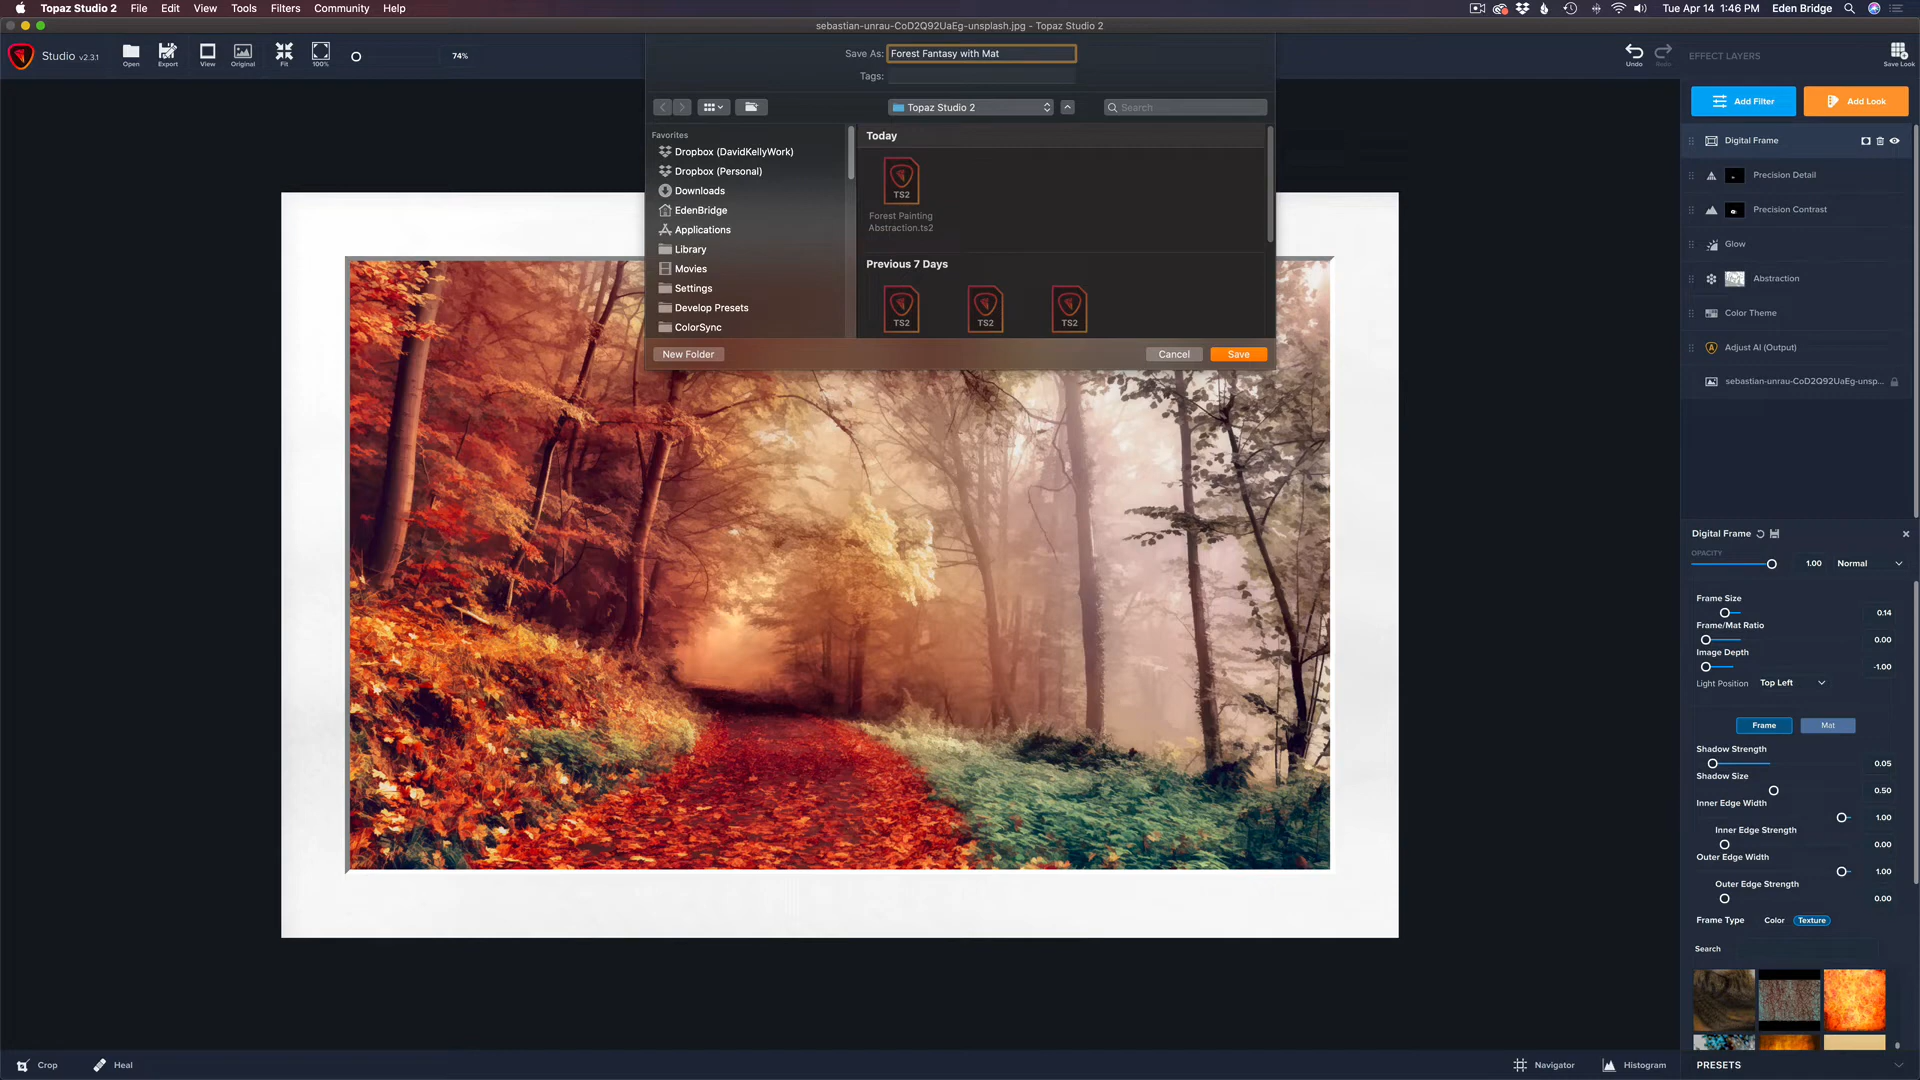 Topaz Studio 2 File Edit View Tools Filters Community Help
Tue Apr 14 1:46 PM Eden Bridge
sebastian-unrau-CoD2Q92UaEg-unsplash.jpg - Topaz Studio 2
Studio v2.3.1
Open
Export
View
Original
Fit
100%
74%
Save As: Forest Fantasy with Mat
Tags:
Topaz Studio 2
Search
Favorites
Dropbox (DavidKellyWork)
Dropbox (Personal)
Downloads
EdenBridge
Applications
Library
Movies
Settings
Develop Presets
ColorSync
Today
TS2
Forest Painting
Abstraction.ts2
Previous 7 Days
TS2
TS2
TS2
New Folder
Cancel
Save
Undo
Redo
EFFECT LAYERS
Save Look
Add Filter
Add Look
Digital Frame
Precision Detail
Precision Contrast
Glow
Abstraction
Color Theme
Adjust AI (Output)
sebastian-unrau-CoD2Q92UaEg-unsp...
Digital Frame
OPACITY
1.00 Normal
Frame Size
0.14
Frame/Mat Ratio
0.00
Image Depth
-1.00
Light Position Top Left
Frame Mat
Shadow Strength
0.05
Shadow Size
0.50
Inner Edge Width
1.00
Inner Edge Strength
0.00
Outer Edge Width
1.00
Outer Edge Strength
0.00
Frame Type Color Texture
Search
PRESETS
Crop
Heal
Navigator
Histogram